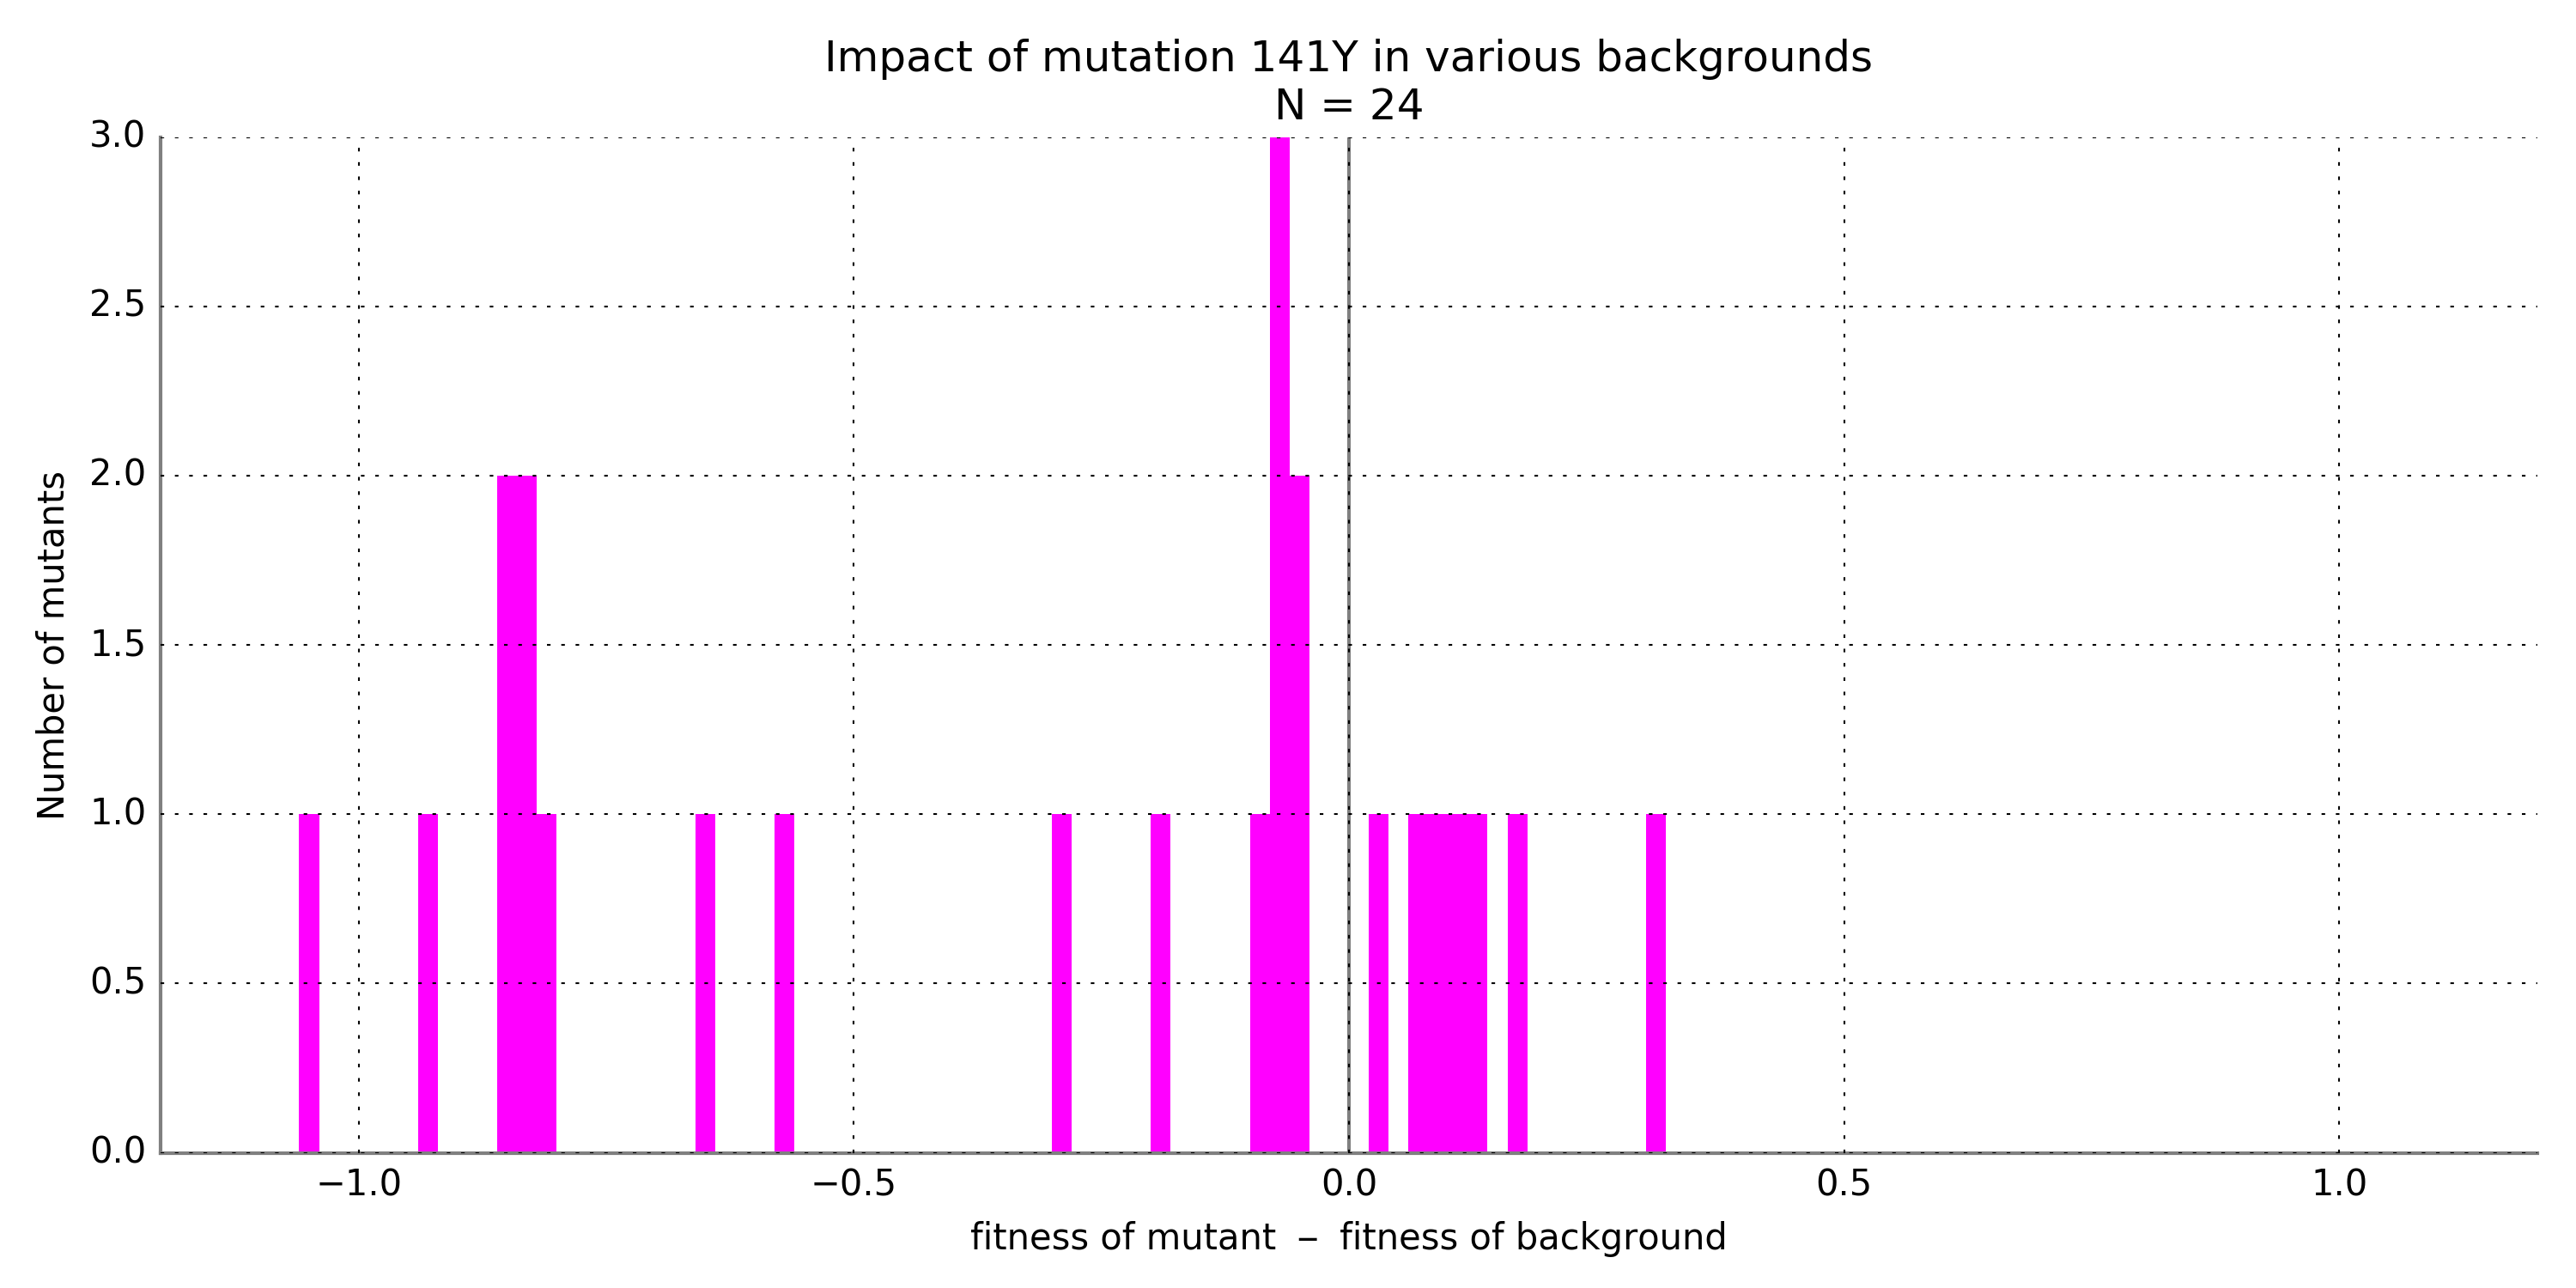 Impact of mutation 141Y in various backgrounds
N = 24
3.0
2.5
2.0
1.5
1.0
0.5
0.0
Number of mutants
−1.0 −0.5 0.0 0.5 1.0
fitness of mutant − fitness of background